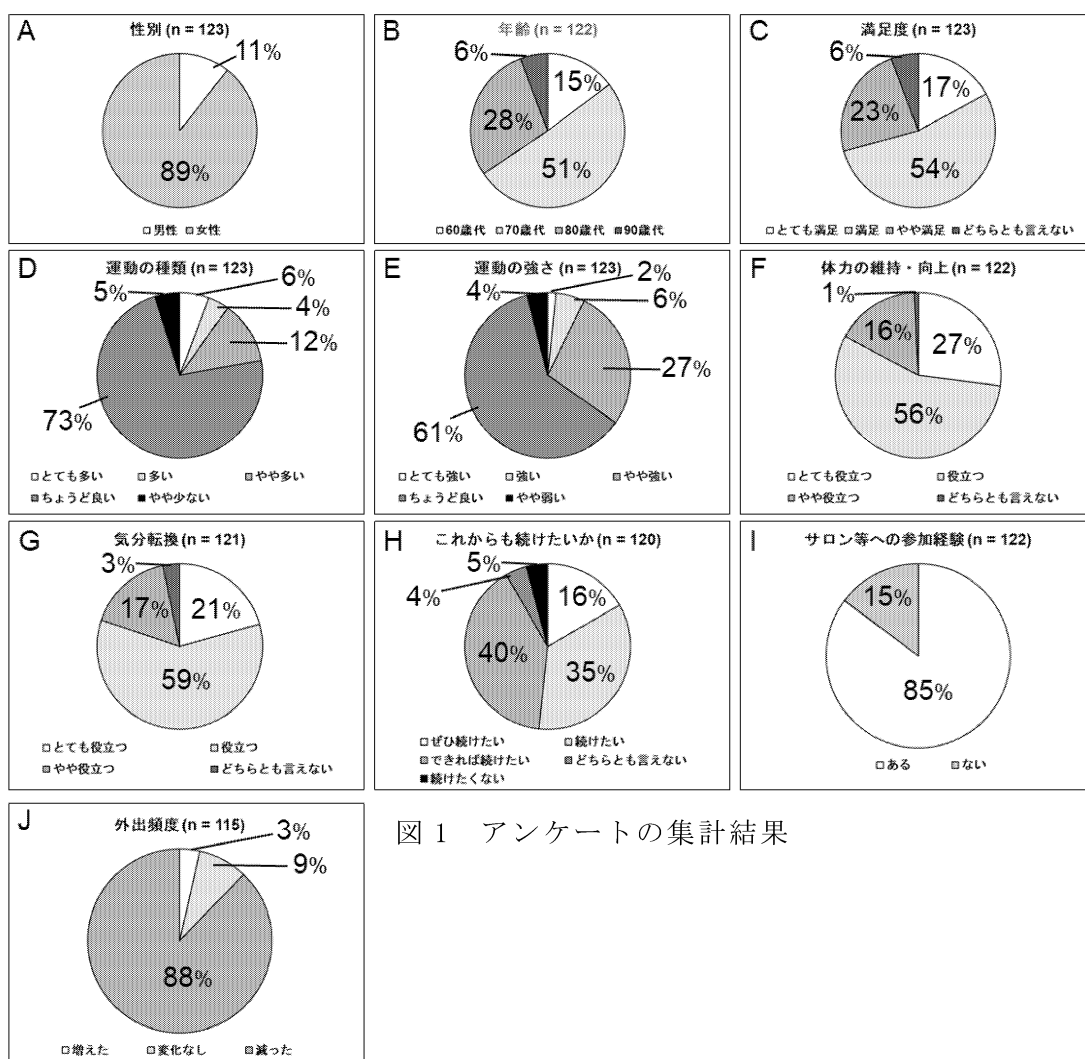 A
性別 (n = 123)
11%
89%
□男性 □女性
B
年齢 (n = 122)
6%
15%
28%
51%
□60歳代 □70歳代 □80歳代 ■90歳代
C
満足度 (n = 123)
6%
17%
23%
54%
□とても満足 □満足 □やや満足 ■どちらとも言えない
D
運動の種類 (n = 123)
5%
6%
4%
12%
73%
□とても多い □多い □やや多い
■ちょうど良い ■やや少ない
E
運動の強さ (n = 123)
4%
2%
6%
27%
61%
□とても強い □強い □やや強い
■ちょうど良い ■やや弱い
F
体力の維持・向上 (n = 122)
1%
16%
27%
56%
□とても役立つ □役立つ
□やや役立つ ■どちらとも言えない
G
気分転換 (n = 121)
3%
17%
21%
59%
□とても役立つ □役立つ
□やや役立つ ■どちらとも言えない
H
これからも続けたいか (n = 120)
5%
4%
16%
40%
35%
□ぜひ続けたい □続けたい
□できれば続けたい ■どちらとも言えない
■続けたくない
I
サロン等への参加経験 (n = 122)
15%
85%
□ある □ない
J
外出頻度 (n = 115)
3%
9%
88%
□増えた □変化なし □減った
図1 アンケートの集計結果